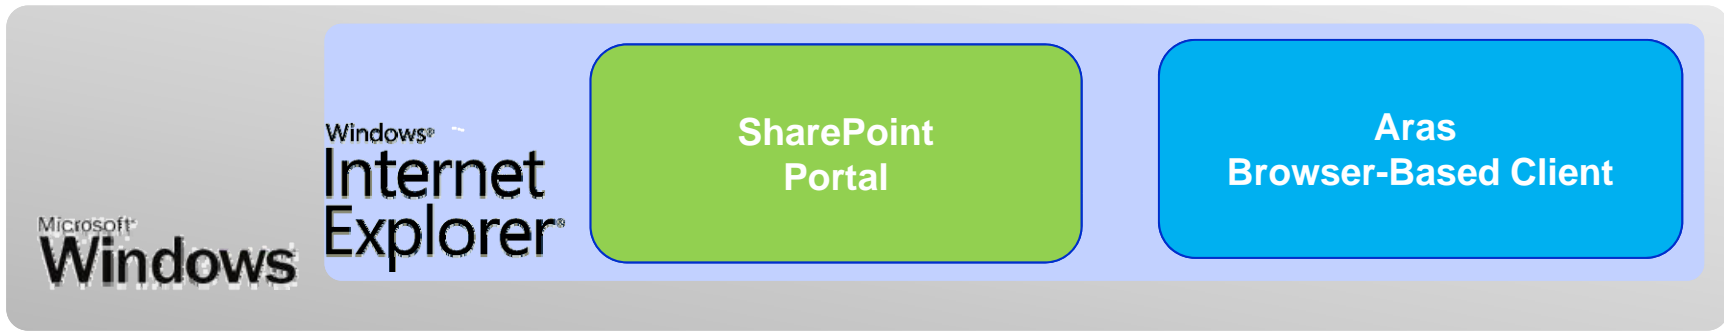 Microsoft®
Windows
Windows®
Internet
Explorer®
SharePoint
Portal
Aras
Browser-Based Client